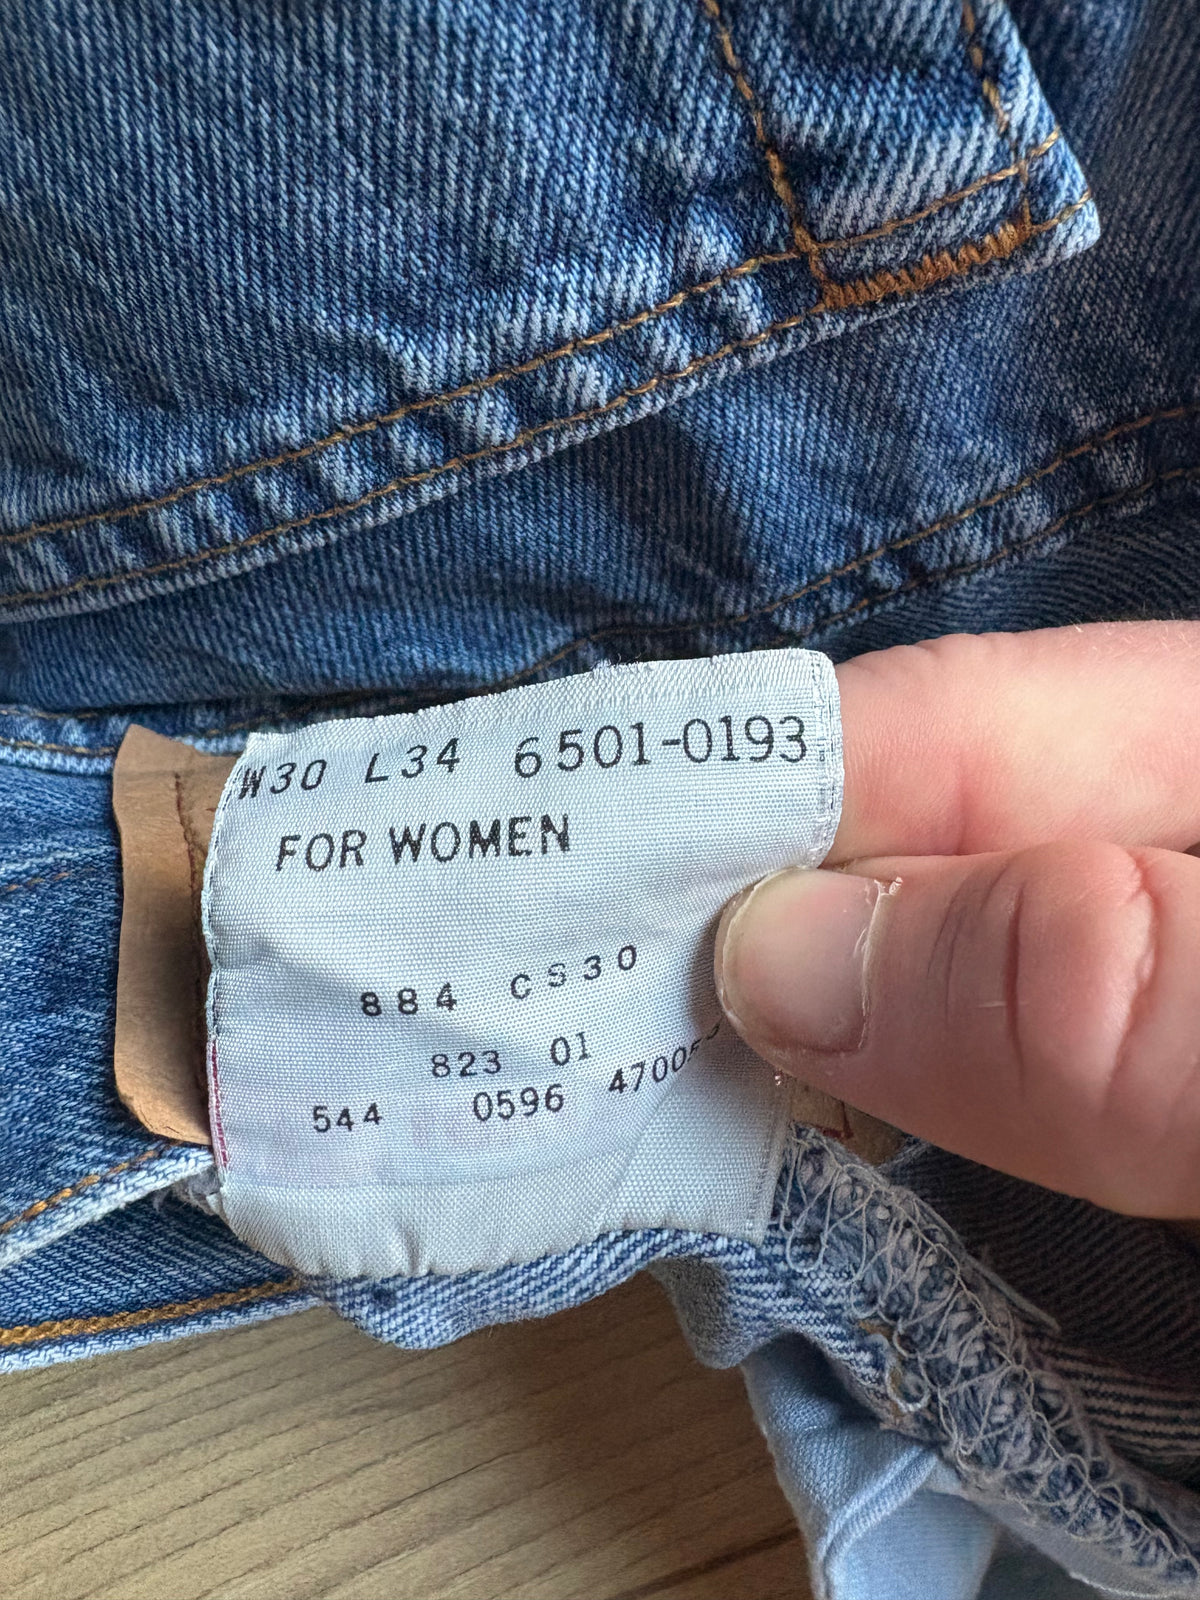 W30 L34 6501-0193
FOR WOMEN
884 CS30
823 01
544 0596